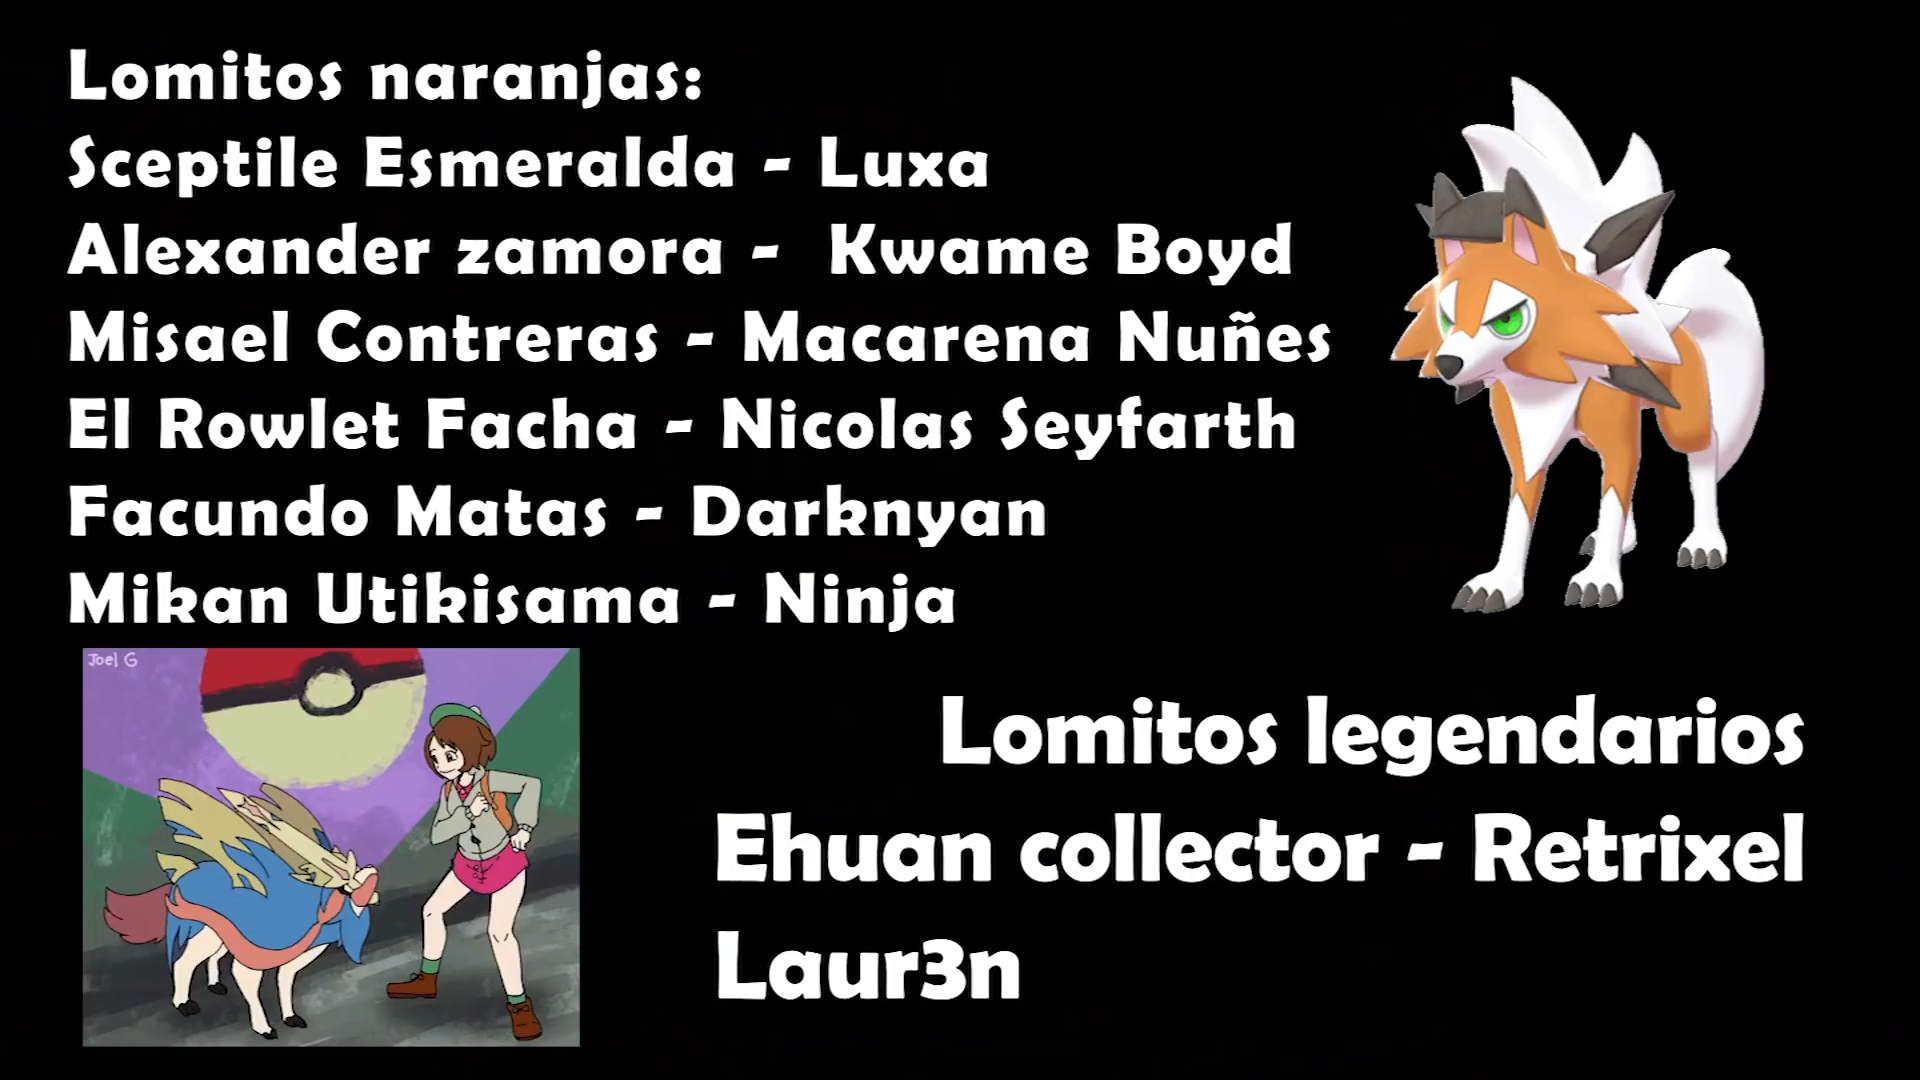 Lomitos naranjas:
Sceptile Esmeralda - Luxa
Alexander zamora - Kwame Boyd
Misael Contreras - Macarena Nuñes
El Rowlet Facha - Nicolas Seyfarth
Facundo Matas - Darknyan
Mikan Utikisama - Ninja
Joel G
Lomitos legendarios
Ehuan collector - Retrixel
Laur3n